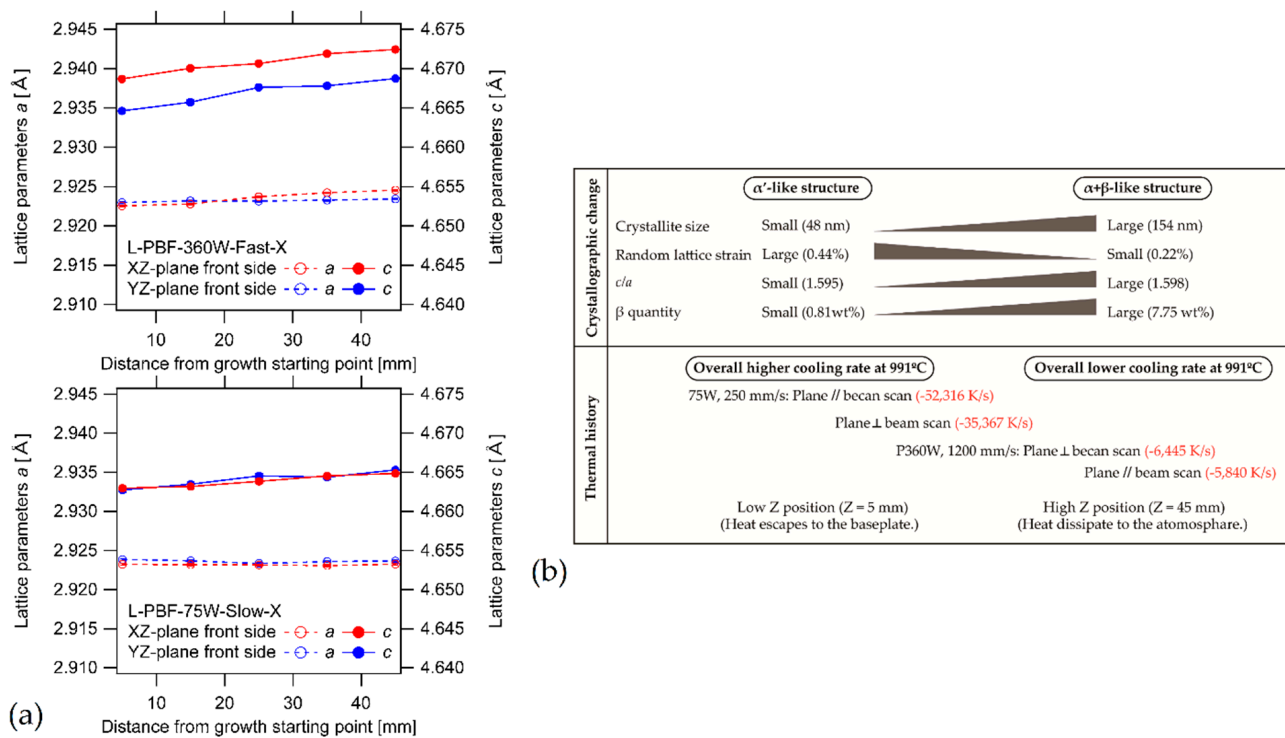 2.945
2.940
2.935
2.930
2.925
2.920
2.915
2.910
Lattice parameters a [ Å]
4.675
4.670
4.665
4.660
4.655
4.650
4.645
4.640
Lattice parameters c [ Å]
L-PBF-360W-Fast-X
XZ-plane front side a c
YZ-plane front side a c
10 20 30 40
Distance from growth starting point [mm]
2.945
2.940
2.935
2.930
2.925
2.920
2.915
2.910
Lattice parameters a [ Å]
4.675
4.670
4.665
4.660
4.655
4.650
4.645
4.640
Lattice parameters c [ Å]
L-PBF-75W-Slow-X
XZ-plane front side a c
YZ-plane front side a c
10 20 30 40
Distance from growth starting point [mm]
(a)
Crystallographic change
α′-like structure α+β-like structure
Crystallite size Small (48 nm) Large (154 nm)
Random lattice strain Large (0.44%) Small (0.22%)
c/a Small (1.595) Large (1.598)
β quantity Small (0.81wt%) Large (7.75 wt%)
Thermal history
Overall higher cooling rate at 991ºC Overall lower cooling rate at 991ºC
75W, 250 mm/s: Plane // becan scan (-52,316 K/s)
Plane ⊥ beam scan (-35,367 K/s)
P360W, 1200 mm/s: Plane ⊥ becan scan (-6,445 K/s)
Plane // beam scan (-5,840 K/s)
Low Z position (Z = 5 mm) High Z position (Z = 45 mm)
(Heat escapes to the baseplate.) (Heat dissipate to the atomosphare.)
(b)